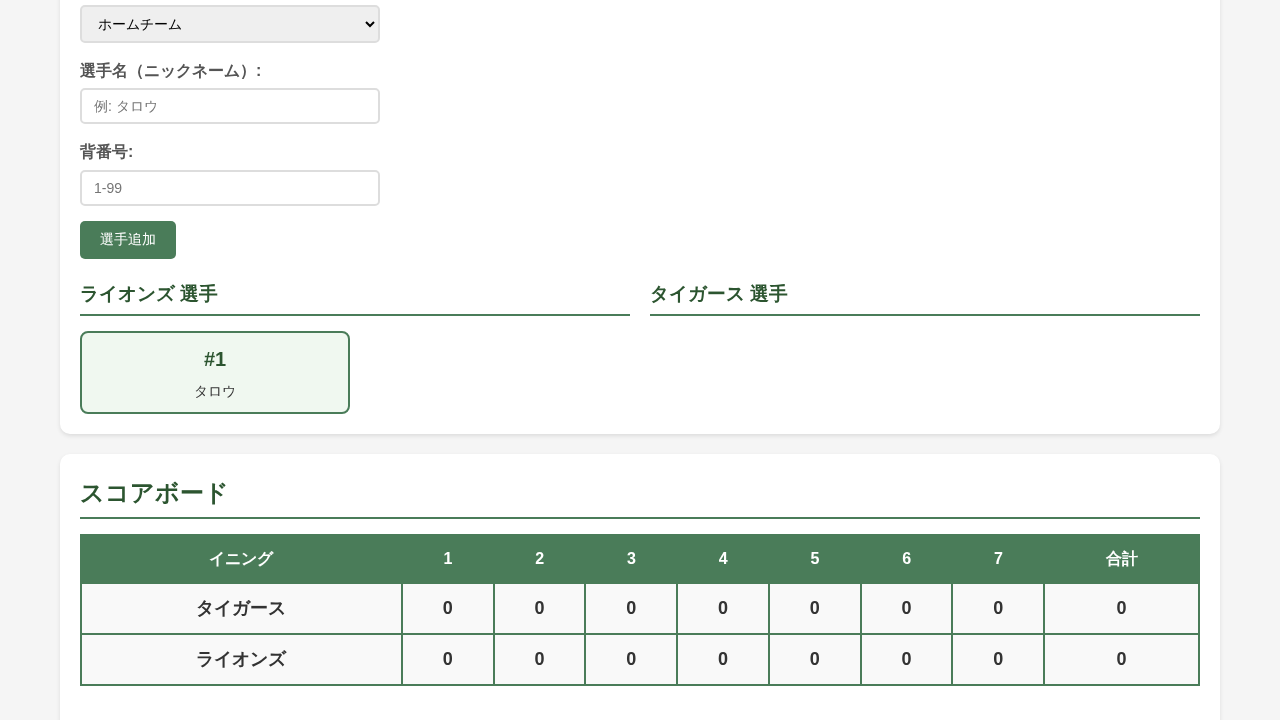 ホームチーム
選手名（ニックネーム）:
例: タロウ
背番号:
1-99
選手追加
ライオンズ 選手
タイガース 選手
#1
タロウ
スコアボード
イニング 1 2 3 4 5 6 7 合計
タイガース 0 0 0 0 0 0 0 0
ライオンズ 0 0 0 0 0 0 0 0